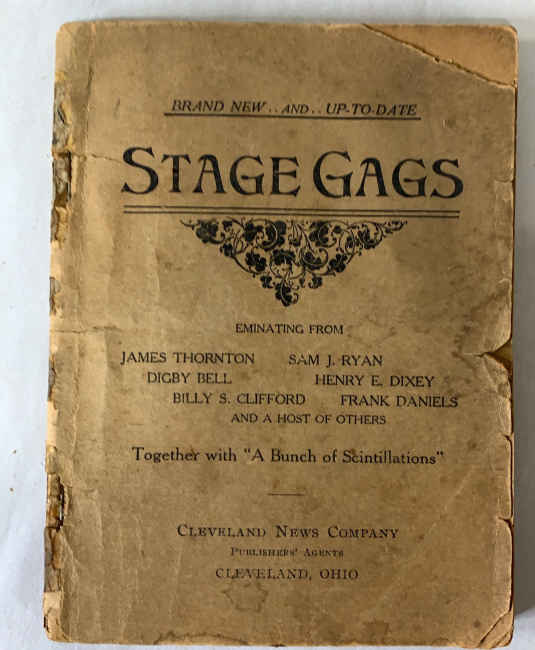 BRAND NEW..AND..UP-TO-DATE
STAGE GAGS
EMINATING FROM
JAMES THORNTON SAM J. RYAN
DIGBY BELL HENRY E. DIXEY
BILLY S. CLIFFORD FRANK DANIELS
AND A HOST OF OTHERS
Together with "A Bunch of Scintillations"
CLEVELAND NEWS COMPANY
PUBLISHERS' AGENTS
CLEVELAND, OHIO